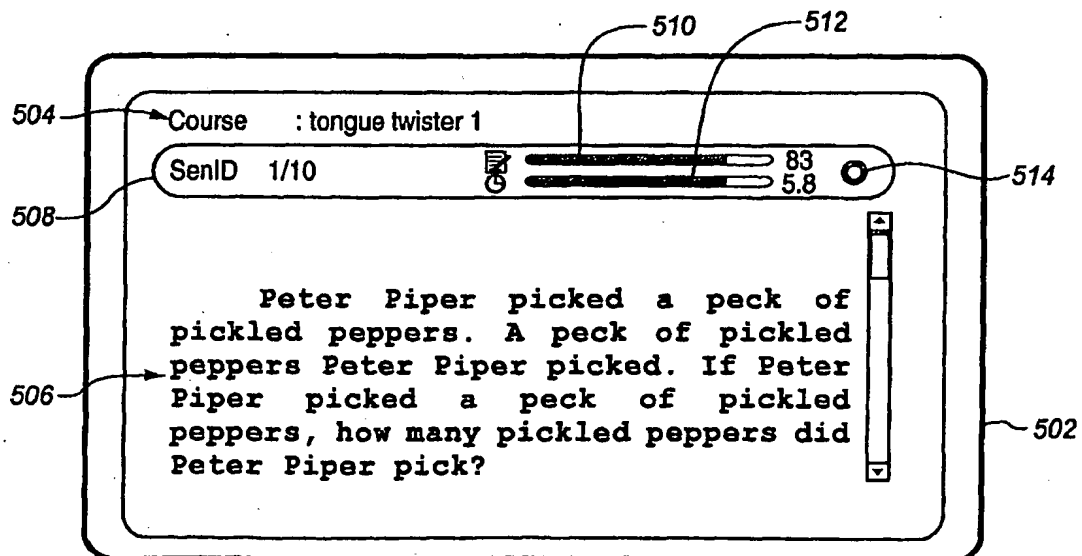 510 512
504 Course : tongue twister 1
508 SenID 1/10 83
5.8 514
Peter Piper picked a peck of
pickled peppers. A peck of pickled
peppers Peter Piper picked. If Peter
506 Piper picked a peck of pickled
peppers, how many pickled peppers did 502
Peter Piper pick?